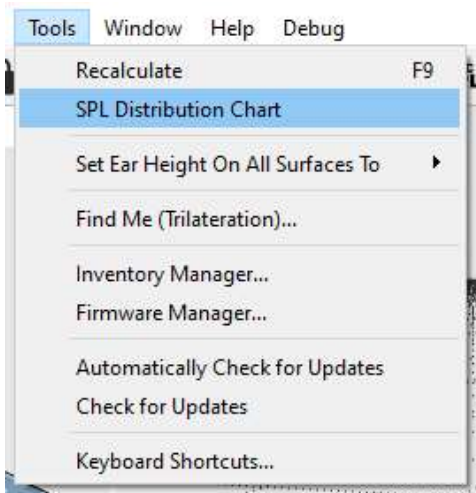 Tools Window Help Debug
Recalculate F9
SPL Distribution Chart
Set Ear Height On All Surfaces To
Find Me (Trilateration)...
Inventory Manager...
Firmware Manager...
Automatically Check for Updates
Check for Updates
Keyboard Shortcuts...